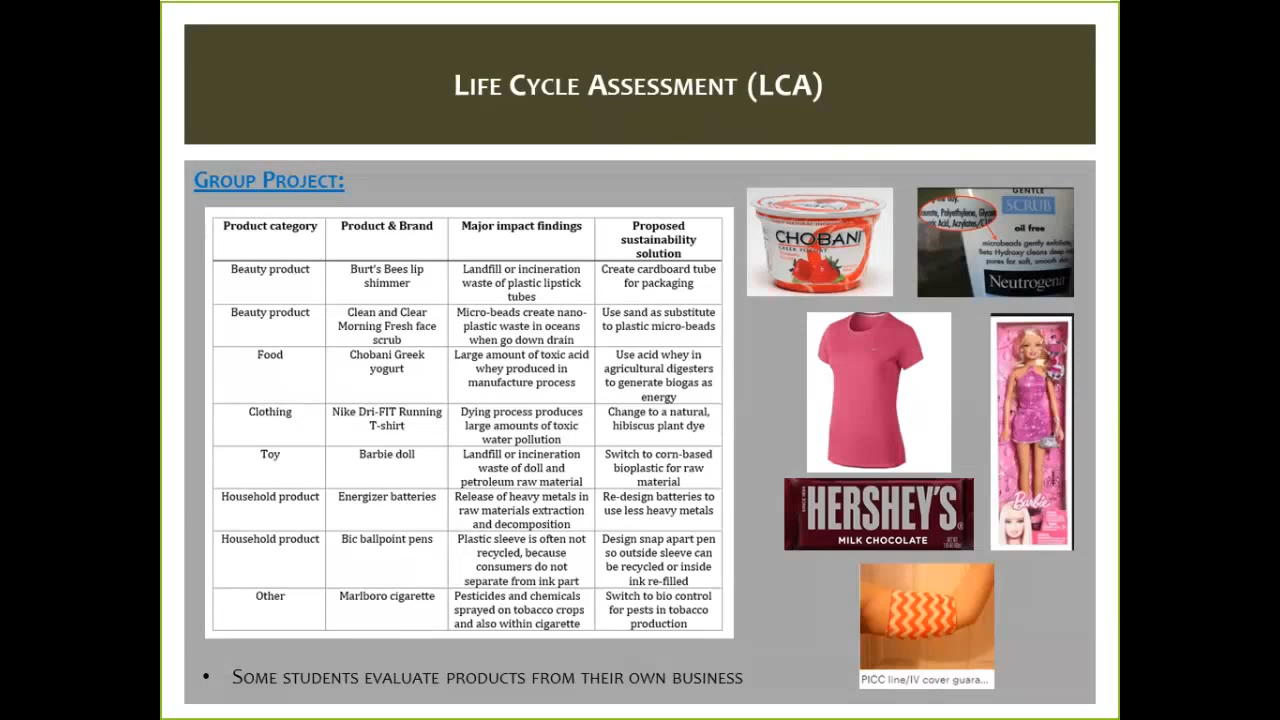 LIFE CYCLE ASSESSMENT (LCA)
GROUP PROJECT:
Product category
Product & Brand
Major impact findings
Proposed
sustainability
solution
Beauty product
Burt's Bees lip
shimmer
Landfill or incineration
waste of plastic lipstick
tubes
Create cardboard tube
for packaging
Beauty product
Clean and Clear
Morning Fresh face
scrub
Micro-beads create nano-
plastic waste in oceans
when go down drain
Use sand as substitute
to plastic micro-beads
Food
Chobani Greek
yogurt
Large amount of toxic acid
whey produced in
manufacture process
Use acid whey in
agricultural digesters
to generate biogas as
energy
Clothing
Nike Dri-FIT Running
T-shirt
Dying process produces
large amounts of toxic
water pollution
Change to a natural,
hibiscus plant dye
Toy
Barbie doll
Landfill or incineration
waste of doll and
petroleum raw material
Switch to corn-based
bioplastic for raw
material
Household product
Energizer batteries
Release of heavy metals in
raw materials extraction
and decomposition
Re-design batteries to
use less heavy metals
Household product
Bic ballpoint pens
Plastic sleeve is often not
recycled, because
consumers do not
separate from ink part
Design snap apart pen
so outside sleeve can
be recycled or inside
ink re-filled
Other
Marlboro cigarette
Pesticides and chemicals
sprayed on tobacco crops
and also within cigarette
Switch to bio control
for pests in tobacco
production
• SOME STUDENTS EVALUATE PRODUCTS FROM THEIR OWN BUSINESS
CHOBANI
GENTLE
SCRUB
Polyethylene,
Acid, Acrylates/C
oil free
microbeads gently exfoliate
Beta Hydroxy cleans deep
pores for soft, smooth
Neutrogena
Barbie
HERSHEY'S
MILK CHOCOLATE
PICC line/IV cover guara...